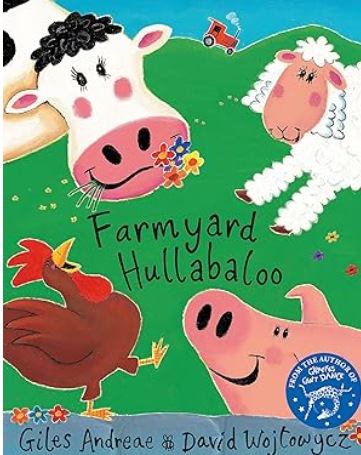 Farmyard
Hullabaloo
FROM THE AUTHOR OF
GIRAFFES
CAN'T DANCE
Giles Andreae & David Wojtowycz